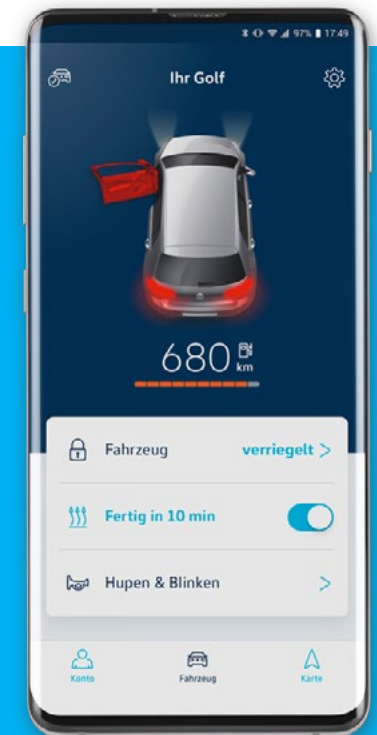 97% 17:49
Ihr Golf
680 km
Fahrzeug verriegelt >
Fertig in 10 min
Hupen & Blinken >
Konto Fahrzeug Karte